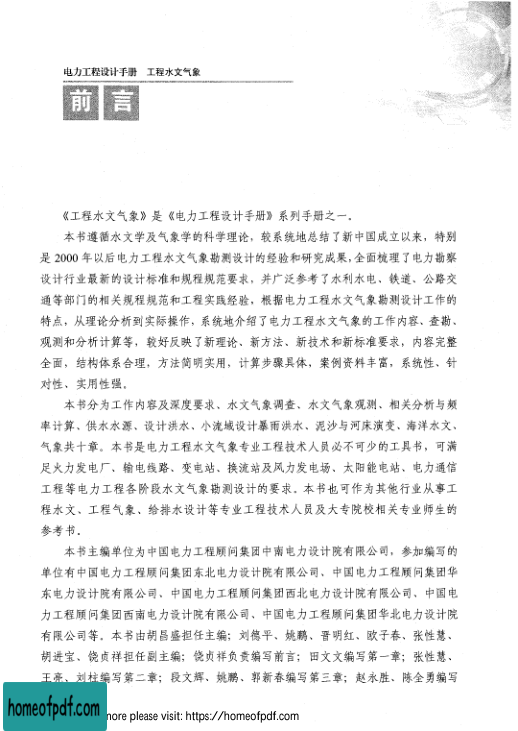 电力工程设计手册 工程水文气象
前言
《工程水文气象》是《电力工程设计手册》系列手册之一。
本书遵循水文学及气象学的科学理论，较系统地总结了新中国成立以来，特别
是 2000 年以后电力工程水文气象勘测设计的经验和研究成果，全面梳理了电力勘察
设计行业最新的设计标准和规程规范要求，并广泛参考了水利水电、铁道、公路交
通等部门的相关规程规范和工程实践经验，根据电力工程水文气象勘测设计工作的
特点，从理论分析到实际操作，系统地介绍了电力工程水文气象的工作内容、查勘、
观测和分析计算等，较好反映了新理论、新方法、新技术和新标准要求，内容完整
全面，结构体系合理，方法简明实用，计算步骤具体，案例资料丰富，系统性、针
对性、实用性强。
本书分为工作内容及深度要求、水文气象调查、水文气象观测、相关分析与频
率计算、供水水源、设计洪水、小流域设计暴雨洪水、泥沙与河床演变、海洋水文、
气象共十章。本书是电力工程水文气象专业工程技术人员必不可少的工具书，可满
足火力发电厂、输电线路、变电站、换流站及风力发电场、太阳能电站、电力通信
工程等电力工程各阶段水文气象勘测设计的要求。本书也可作为其他行业从事工
程水文、工程气象、给排水设计等专业工程技术人员及大专院校相关专业师生的
参考书。
本书主编单位为中国电力工程顾问集团中南电力设计院有限公司，参加编写的
单位有中国电力工程顾问集团东北电力设计院有限公司、中国电力工程顾问集团华
东电力设计院有限公司、中国电力工程顾问集团西北电力设计院有限公司、中国电
力工程顾问集团西南电力设计院有限公司、中国电力工程顾问集团华北电力设计院
有限公司等。本书由胡昌盛担任主编；刘德平、姚鹏、晋明红、欧子春、张性慧、
胡进宝、饶贞祥担任副主编；饶贞祥负责编写前言；田文文编写第一章；张性慧、
王亮、刘柱编写第二章；段文辉、姚鹏、郭新春编写第三章；赵永胜、陈全勇编写
homeofpdf.com
more please visit: https://homeofpdf.com